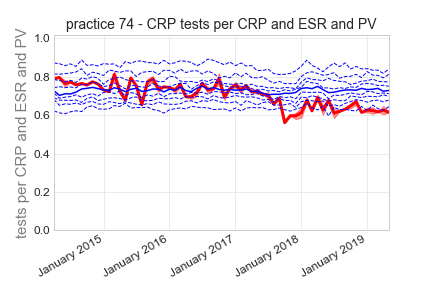 practice 74 - CRP tests per CRP and ESR and PV
tests per CRP and ESR and PV
1.0
0.8
0.6
0.4
0.2
0.0
January 2015
January 2016
January 2017
January 2018
January 2019